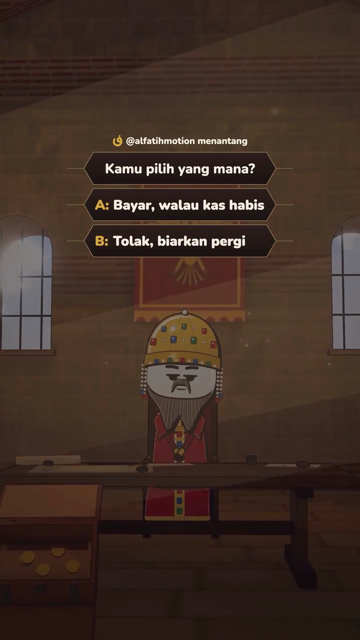 @alfatihmotion menantang
Kamu pilih yang mana?
A: Bayar, walau kas habis
B: Tolak, biarkan pergi